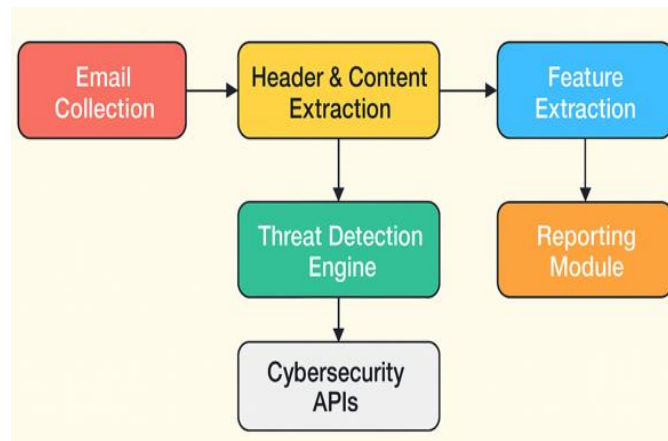 Email
Collection
Header & Content
Extraction
Feature
Extraction
Threat Detection
Engine
Reporting
Module
Cybersecurity
APIs